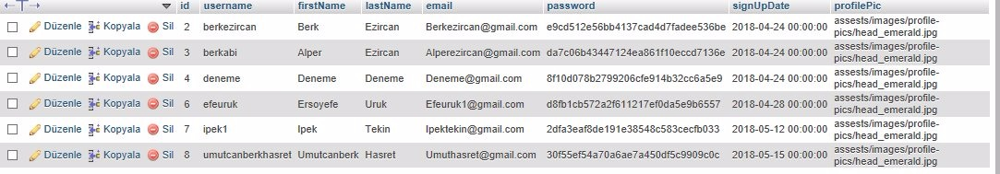 id username firstName lastName email password signUpDate profilePic
Düzenle Kopyala Sil 2 berkezircan Berk Ezircan Berkezircan@gmail.com e9cd512e56bb4137cad4d7fadee536be 2018-04-24 00:00:00 assests/images/profile-
pics/head_emerald.jpg
Düzenle Kopyala Sil 3 berkabi Alper Ezircan Alperezircan@gmail.com da7c06b43447124ea861f10eccd7136e 2018-04-24 00:00:00 assests/images/profile-
pics/head_emerald.jpg
Düzenle Kopyala Sil 4 deneme Deneme Deneme Deneme@gmail.com 8f10d078b2799206cfe914b32cc6a5e9 2018-04-24 00:00:00 assests/images/profile-
pics/head_emerald.jpg
Düzenle Kopyala Sil 6 efeuruk Ersoyefe Uruk Efeuruk1@gmail.com d8fb1cb572a2f611217ef0da5e9b6557 2018-04-28 00:00:00 assests/images/profile-
pics/head_emerald.jpg
Düzenle Kopyala Sil 7 ipek1 Ipek Tekin Ipektekin@gmail.com 2dfa3eaf8de191e38548c583cecfb033 2018-05-12 00:00:00 assests/images/profile-
pics/head_emerald.jpg
Düzenle Kopyala Sil 8 umutcanberkhasret Umutcanberk Hasret Umuthasret@gmail.com 30f55ef54a70a6ae7a450df5c9909c0c 2018-05-15 00:00:00 assests/images/profile-
pics/head_emerald.jpg